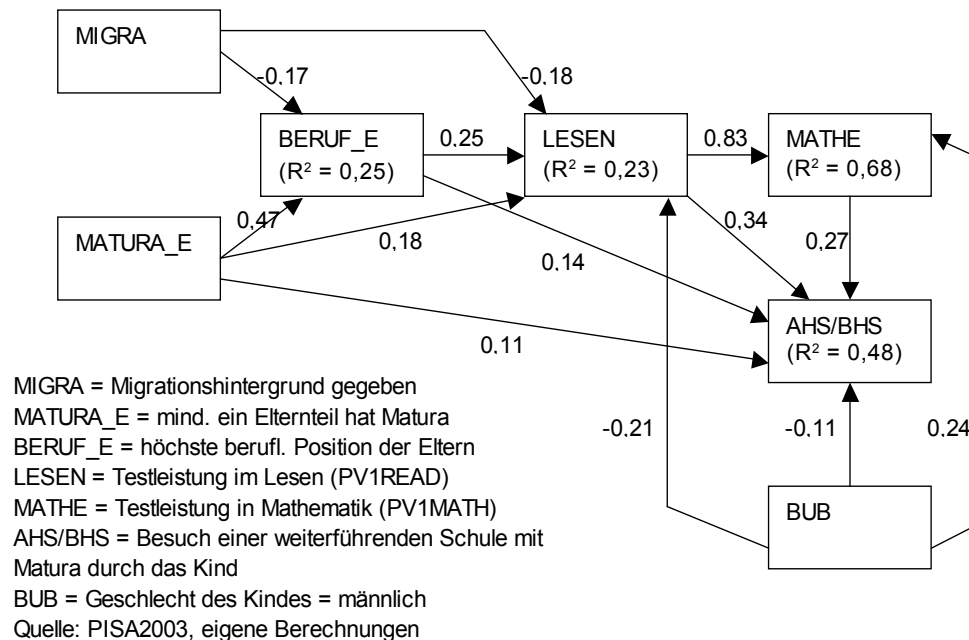 MIGRA
-0,17
-0,18
BERUF_E
(R² = 0,25)
0,25
LESEN
(R² = 0,23)
0,83
MATHE
(R² = 0,68)
0,47
MATURA_E
0,18
0,14
0,34
0,27
0,11
AHS/BHS
(R² = 0,48)
-0,21
-0,11
0,24
BUB
MIGRA = Migrationshintergrund gegeben
MATURA_E = mind. ein Elternteil hat Matura
BERUF_E = höchste berufl. Position der Eltern
LESEN = Testleistung im Lesen (PV1READ)
MATHE = Testleistung in Mathematik (PV1MATH)
AHS/BHS = Besuch einer weiterführenden Schule mit
Matura durch das Kind
BUB = Geschlecht des Kindes = männlich
Quelle: PISA2003, eigene Berechnungen